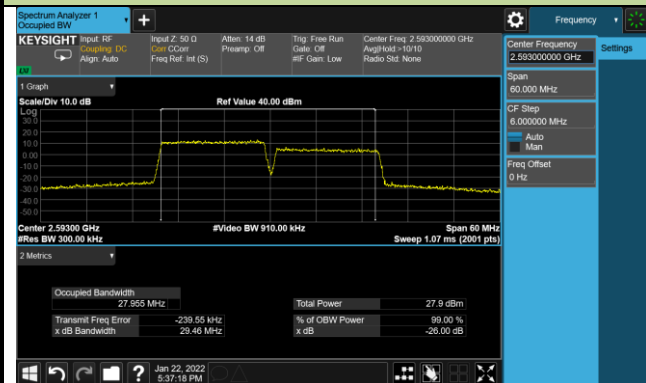 Spectrum Analyzer 1
Occupied BW
+
Frequency
KEYSIGHT
Input: RF
Coupling: DC
Align: Auto
Input Z: 50 Ω
Corr CCorr
Freq Ref: Int (S)
Atten: 14 dB
Preamp: Off
Trig: Free Run
Gate: Off
#IF Gain: Low
Center Freq: 2.593000000 GHz
Avg|Hold:>10/10
Radio Std: None
Center Frequency
2.593000000 GHz
Settings
Span
60.000 MHz
CF Step
6.000000 MHz
Auto
Man
Freq Offset
0 Hz
1 Graph
Scale/Div 10.0 dB
Ref Value 40.00 dBm
Log
30.0
20.0
10.0
0.00
-10.0
-20.0
-30.0
-40.0
-50.0
Center 2.59300 GHz
#Video BW 910.00 kHz
Span 60 MHz
#Res BW 300.00 kHz
Sweep 1.07 ms (2001 pts)
2 Metrics
Occupied Bandwidth
27.955 MHz
Total Power
27.9 dBm
Transmit Freq Error
-239.55 kHz
% of OBW Power
99.00 %
x dB Bandwidth
29.46 MHz
x dB
-26.00 dB
?
Jan 22, 2022
5:37:18 PM